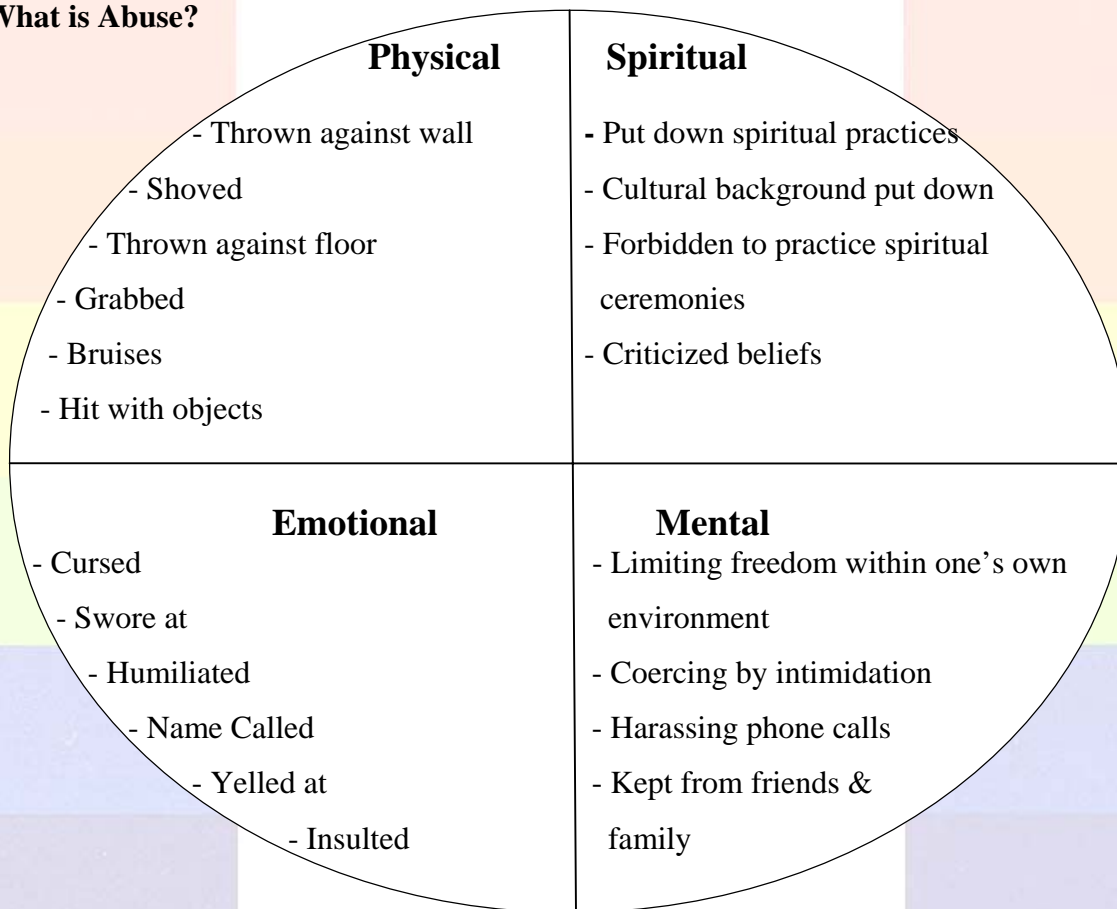 What is Abuse?
Physical
- Thrown against wall
- Shoved
- Thrown against floor
- Grabbed
- Bruises
- Hit with objects
Spiritual
- Put down spiritual practices
- Cultural background put down
- Forbidden to practice spiritual
ceremonies
- Criticized beliefs
Emotional
- Cursed
- Swore at
- Humiliated
- Name Called
- Yelled at
- Insulted
Mental
- Limiting freedom within one’s own
environment
- Coercing by intimidation
- Harassing phone calls
- Kept from friends &
family